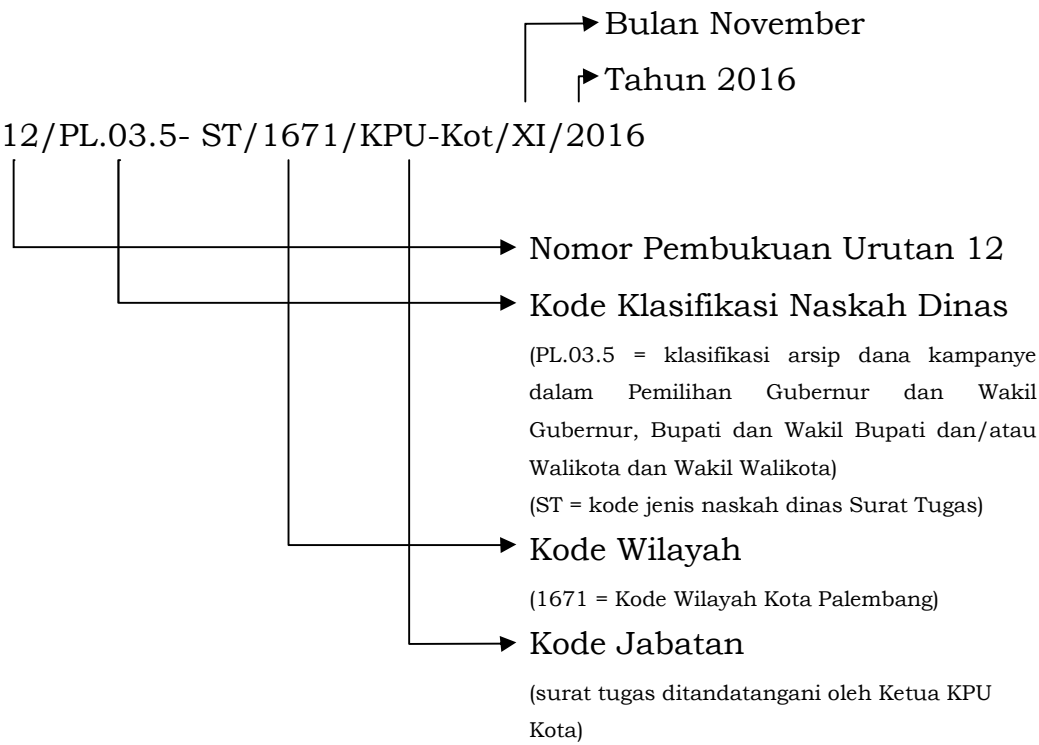 Bulan November
Tahun 2016
12/PL.03.5- ST/1671/KPU-Kot/XI/2016
Nomor Pembukuan Urutan 12
Kode Klasifikasi Naskah Dinas
(PL.03.5 = klasifikasi arsip dana kampanye
dalam Pemilihan Gubernur dan Wakil
Gubernur, Bupati dan Wakil Bupati dan/atau
Walikota dan Wakil Walikota)
(ST = kode jenis naskah dinas Surat Tugas)
Kode Wilayah
(1671 = Kode Wilayah Kota Palembang)
Kode Jabatan
(surat tugas ditandatangani oleh Ketua KPU
Kota)